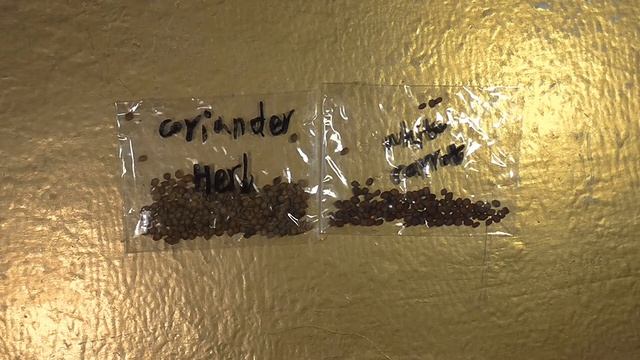 coriander
Herb
white
carrot